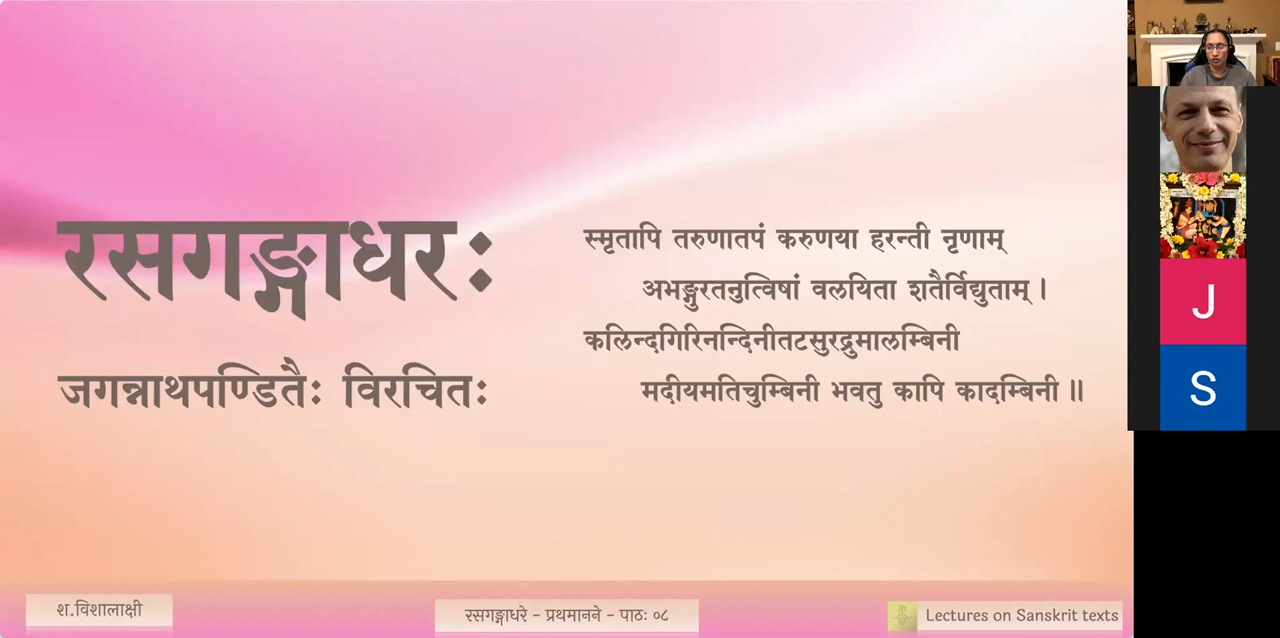 रसगङ्गाधरः
जगन्नाथपण्डितैः विरचितः
स्मृतापि तरुणातपं करुणया हरन्ती नृणाम्
अभङ्गुरतनुत्विषां वलयिता शतैर्विद्युताम् ।
कलिन्दगिरिनन्दिनीतटसुरद्रुमालम्बिनी
मदीयमतिचुम्बिनी भवतु कापि कादम्बिनी ॥
J
S
श.विशालाक्षी
रसगङ्गाधरे - प्रथमानने - पाठः ०८
Lectures on Sanskrit texts